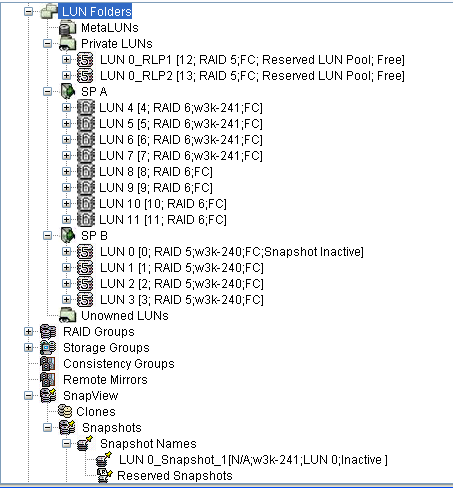 LUN Folders
MetaLUNs
Private LUNs
LUN 0_RLP1 [12; RAID 5;FC; Reserved LUN Pool; Free]
LUN 0_RLP2 [13; RAID 5;FC; Reserved LUN Pool; Free]
SP A
LUN 4 [4; RAID 6;w3k-241;FC]
LUN 5 [5; RAID 6;w3k-241;FC]
LUN 6 [6; RAID 6;w3k-241;FC]
LUN 7 [7; RAID 6;w3k-241;FC]
LUN 8 [8; RAID 6;FC]
LUN 9 [9; RAID 6;FC]
LUN 10 [10; RAID 6;FC]
LUN 11 [11; RAID 6;FC]
SP B
LUN 0 [0; RAID 5;w3k-240;FC;Snapshot Inactive]
LUN 1 [1; RAID 5;w3k-240;FC]
LUN 2 [2; RAID 5;w3k-240;FC]
LUN 3 [3; RAID 5;w3k-240;FC]
Unowned LUNs
RAID Groups
Storage Groups
Consistency Groups
Remote Mirrors
SnapView
Clones
Snapshots
Snapshot Names
LUN 0_Snapshot_1[N/A;w3k-241;LUN 0;Inactive ]
Reserved Snapshots